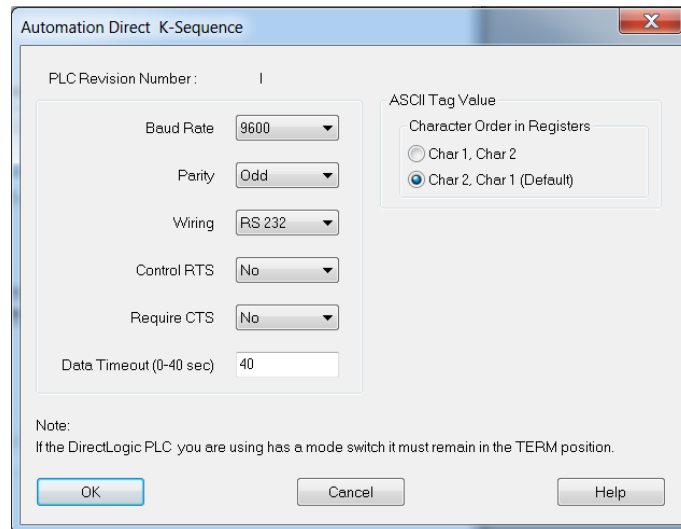 Automation Direct K-Sequence
PLC Revision Number : I
Baud Rate 9600
Parity Odd
Wiring RS 232
Control RTS No
Require CTS No
Data Timeout (0-40 sec) 40
ASCII Tag Value
Character Order in Registers
Char 1, Char 2
Char 2, Char 1 (Default)
Note:
If the DirectLogic PLC you are using has a mode switch it must remain in the TERM position.
OK Cancel Help